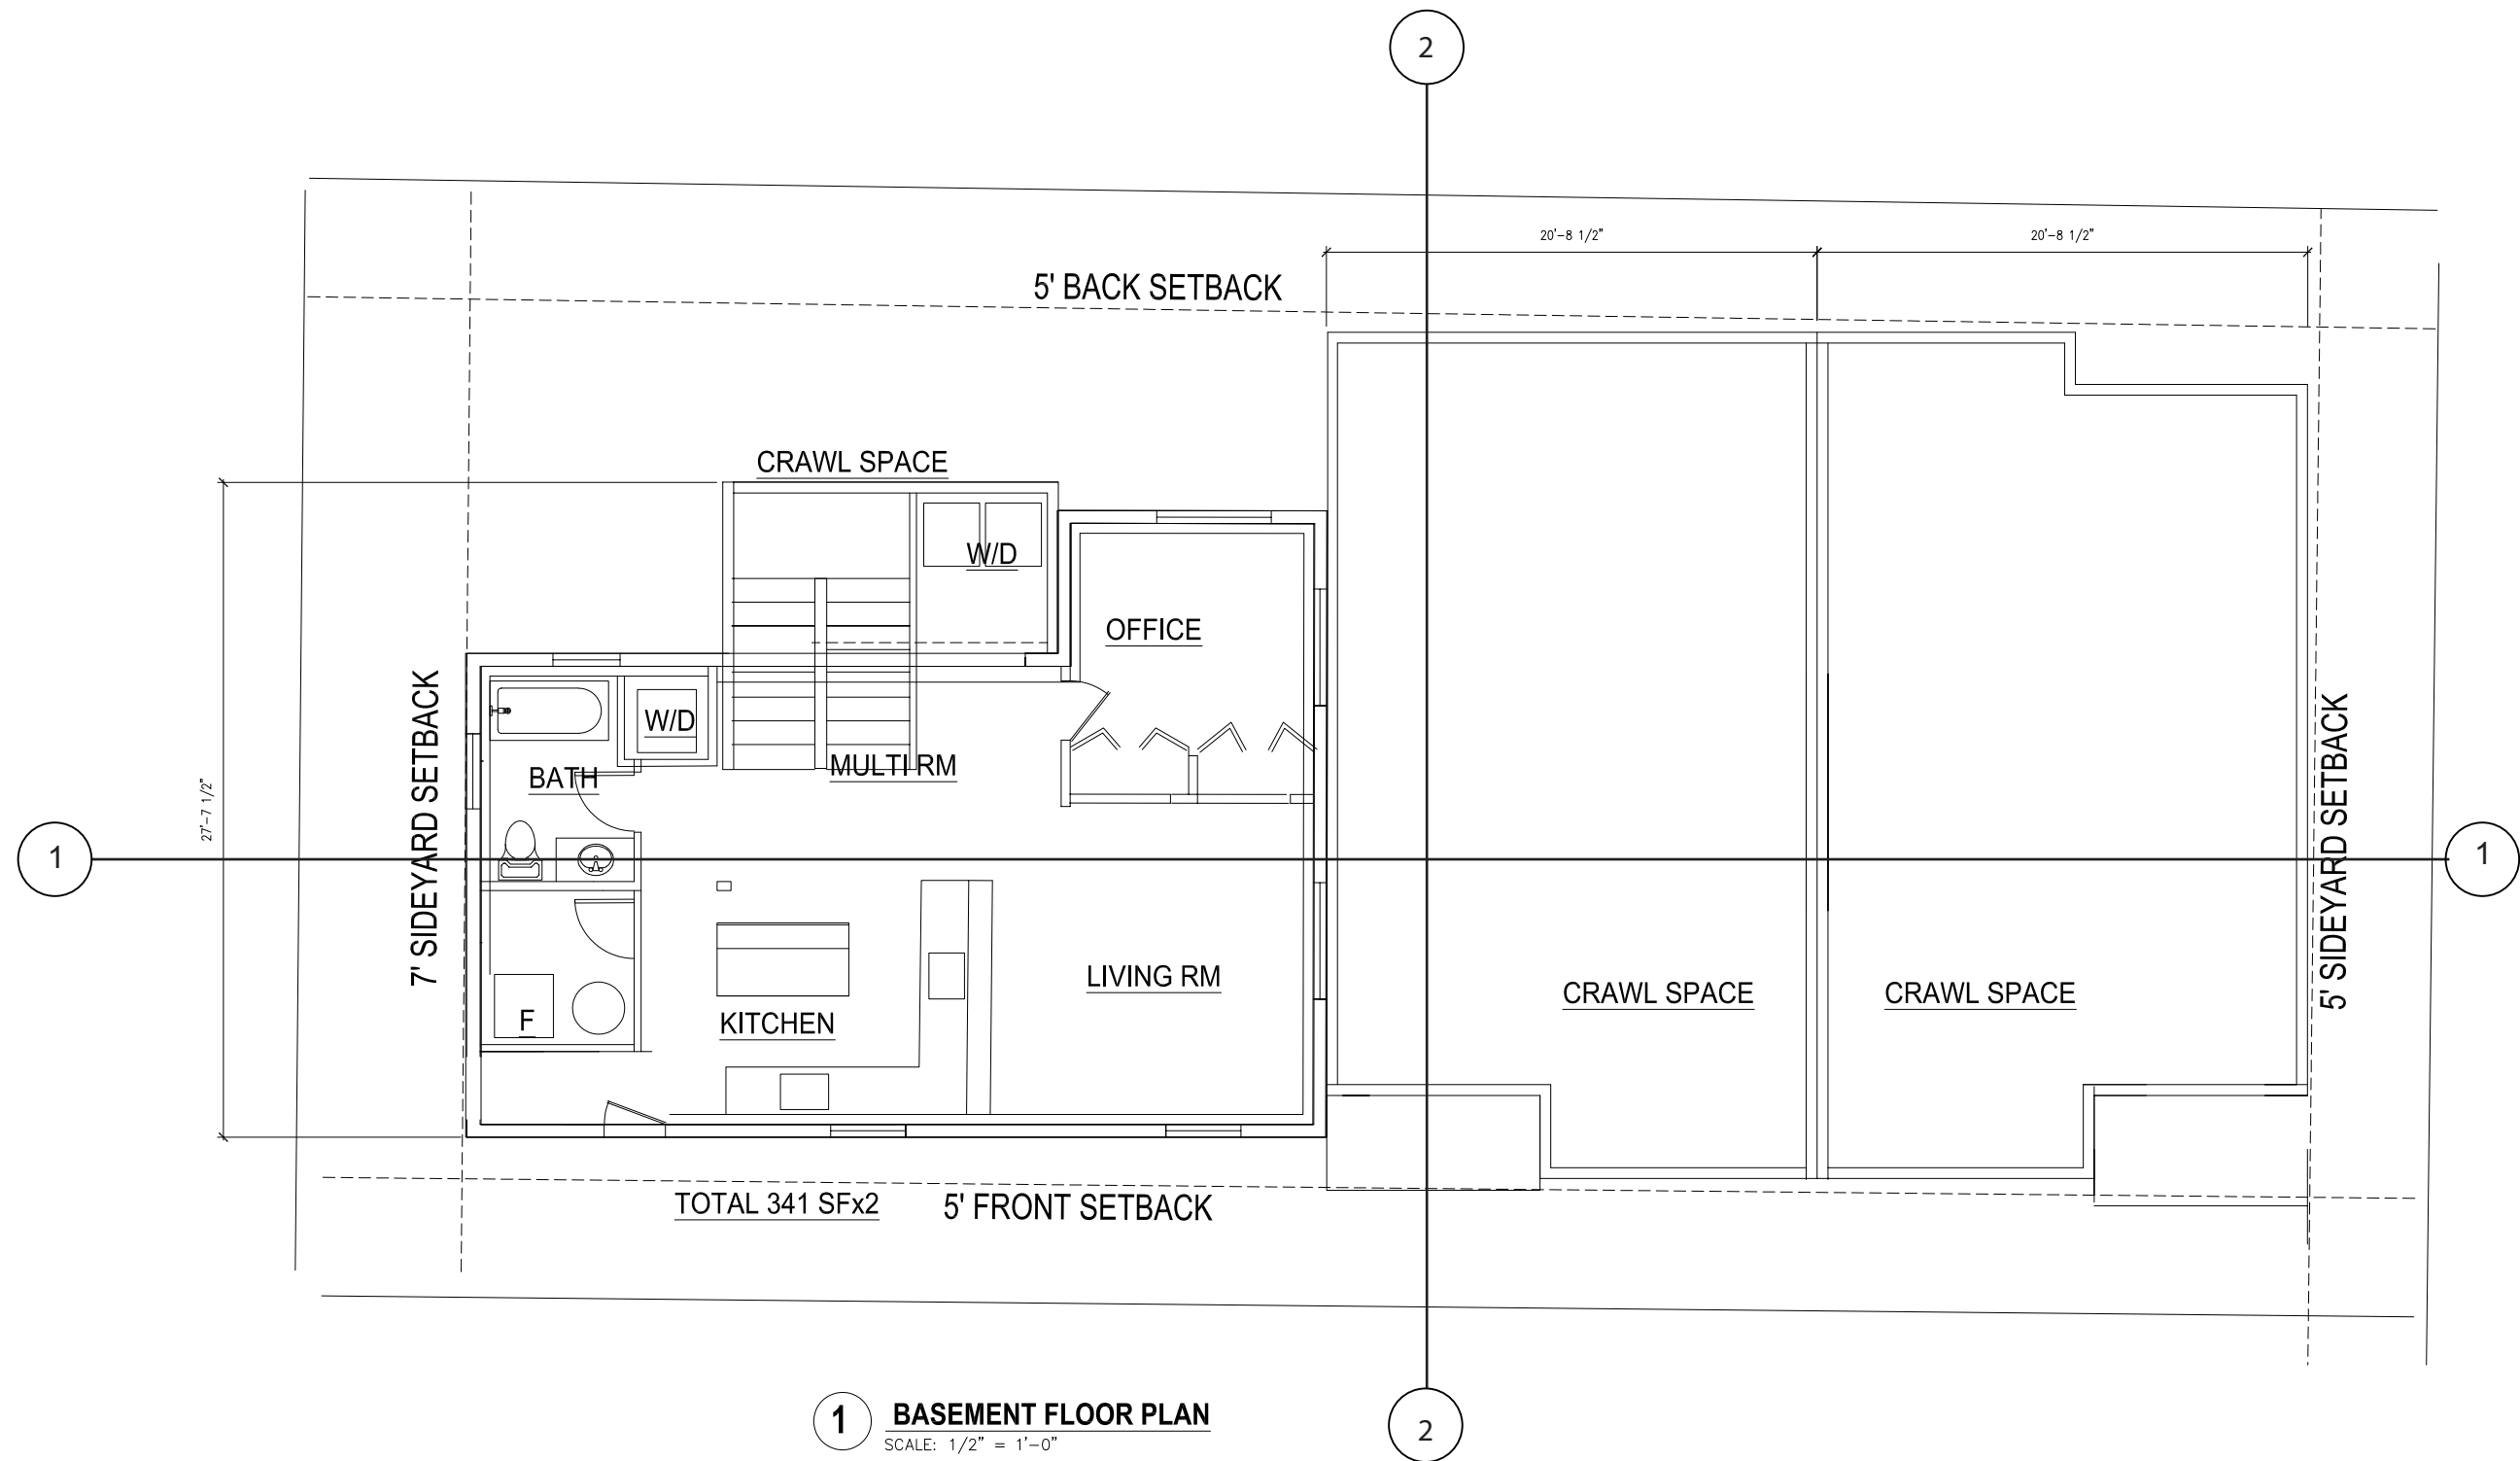 2
20'-8 1/2"
20'-8 1/2"
5' BACK SETBACK
CRAWL SPACE
W/D
OFFICE
7' SIDEYARD SETBACK
W/D
5' SIDEYARD SETBACK
BATH
MULTI RM
27'-7 1/2"
1
1
LIVING RM
CRAWL SPACE
CRAWL SPACE
F
KITCHEN
TOTAL 341 SFx2
5' FRONT SETBACK
1
BASEMENT FLOOR PLAN
SCALE: 1/2" = 1'-0"
2